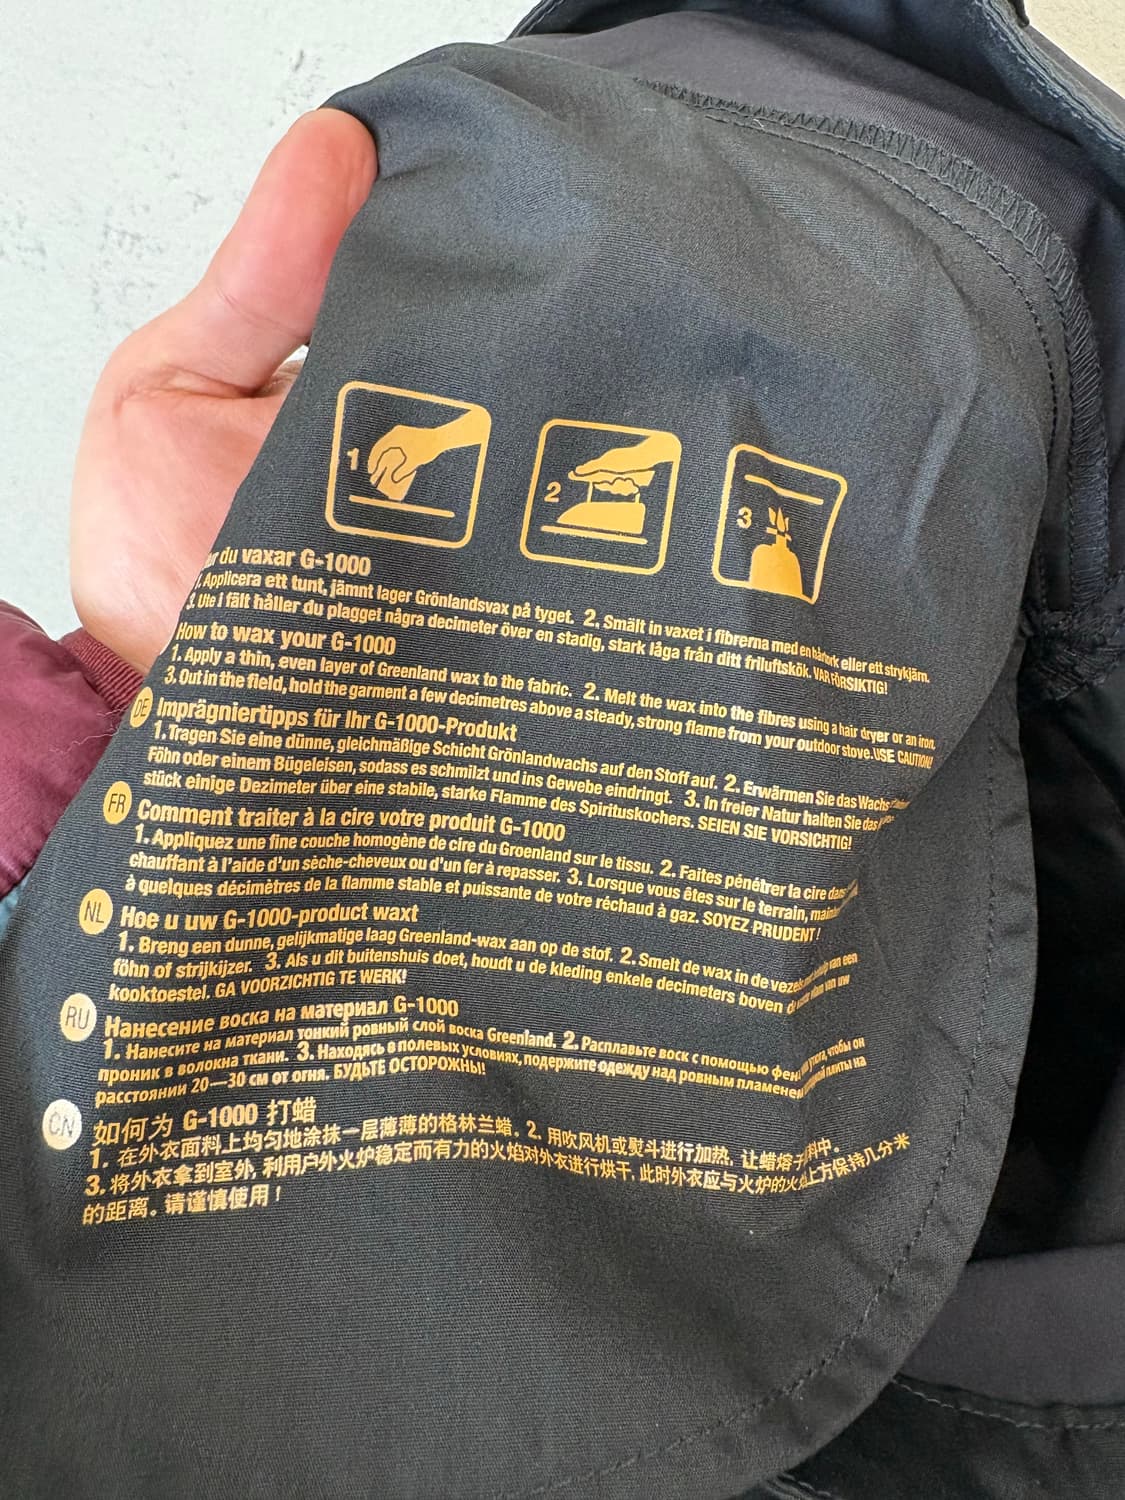 1
2
3
du vaxar G-1000
1. Applicera ett tunt, jämnt lager Grönlandsvax på tyget. 2. Smält in vaxet i fibrerna med en hårtork eller ett strykjärn.
3. Ute i fält håller du plagget några decimeter över en stadig, stark låga från ditt friluftskök. VAR FÖRSIKTIG!
How to wax your G-1000
1. Apply a thin, even layer of Greenland wax to the fabric. 2. Melt the wax into the fibres using a hair dryer or an iron.
3. Out in the field, hold the garment a few decimetres above a steady, strong flame from your outdoor stove. USE CAUTION!
DE Imprägniertipps für Ihr G-1000-Produkt
1. Tragen Sie eine dünne, gleichmäßige Schicht Grönlandwachs auf den Stoff auf. 2. Erwärmen Sie das Wachs
Föhn oder einem Bügeleisen, sodass es schmilzt und ins Gewebe eindringt. 3. In freier Natur halten Sie das
stück einige Dezimeter über eine stabile, starke Flamme des Spirituskochers. SEIEN SIE VORSICHTIG!
FR Comment traiter à la cire votre produit G-1000
1. Appliquez une fine couche homogène de cire du Groenland sur le tissu. 2. Faites pénétrer la cire dans
chauffant à l'aide d'un sèche-cheveux ou d'un fer à repasser. 3. Lorsque vous êtes sur le terrain,
à quelques décimètres de la flamme stable et puissante de votre réchaud à gaz. SOYEZ PRUDENT!
NL Hoe u uw G-1000-product waxt
1. Breng een dunne, gelijkmatige laag Greenland-wax aan op de stof. 2. Smelt de wax in de van een
föhn of strijkijzer. 3. Als u dit buitenshuis doet, houdt u de kleding enkele decimeters boven van uw
kooktoestel. GA VOORZICHTIG TE WERK!
RU Нанесение воска на материал G-1000
1. Нанесите на материал тонкий ровный слой воска Greenland. 2. Расплавьте воск с помощью чтобы он
проник в волокна ткани. 3. Находясь в полевых условиях, подержите одежду над ровным пламенем плиты на
расстоянии 20—30 см от огня. БУДЬТЕ ОСТОРОЖНЫ!
CN 如何为 G-1000 打蜡
1. 在外衣面料上均匀地涂抹一层薄薄的格林兰蜡。2. 用吹风机或熨斗进行加热，让蜡熔 料中。
3. 将外衣拿到室外，利用户外火炉稳定而有力的火焰对外衣进行烘干，此时外衣应与火炉的火 上方保持几分米
的距离。请谨慎使用！